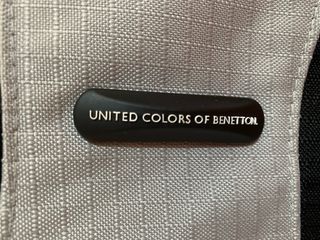 UNITED COLORS OF BENETTON.